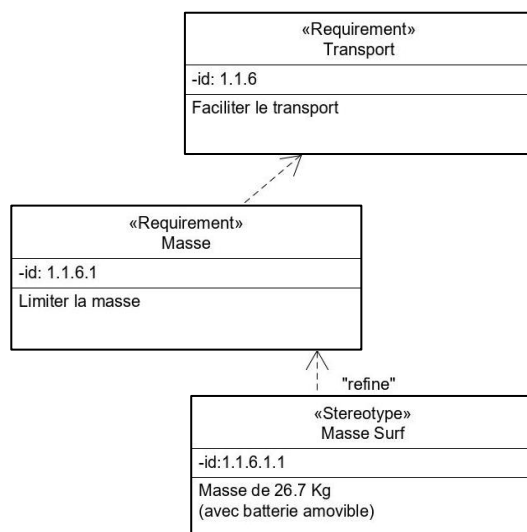 «Requirement»
Transport
-id: 1.1.6
Faciliter le transport
«Requirement»
Masse
-id: 1.1.6.1
Limiter la masse
"refine"
«Stereotype»
Masse Surf
-id:1.1.6.1.1
Masse de 26.7 Kg
(avec batterie amovible)